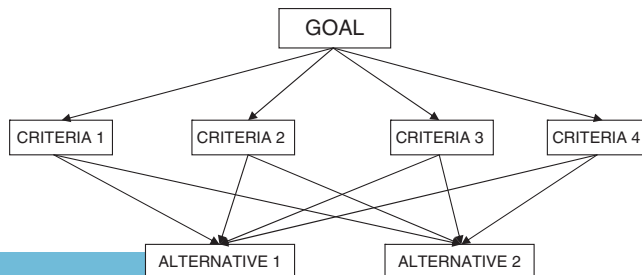 GOAL
CRITERIA 1
CRITERIA 2
CRITERIA 3
CRITERIA 4
ALTERNATIVE 1
ALTERNATIVE 2